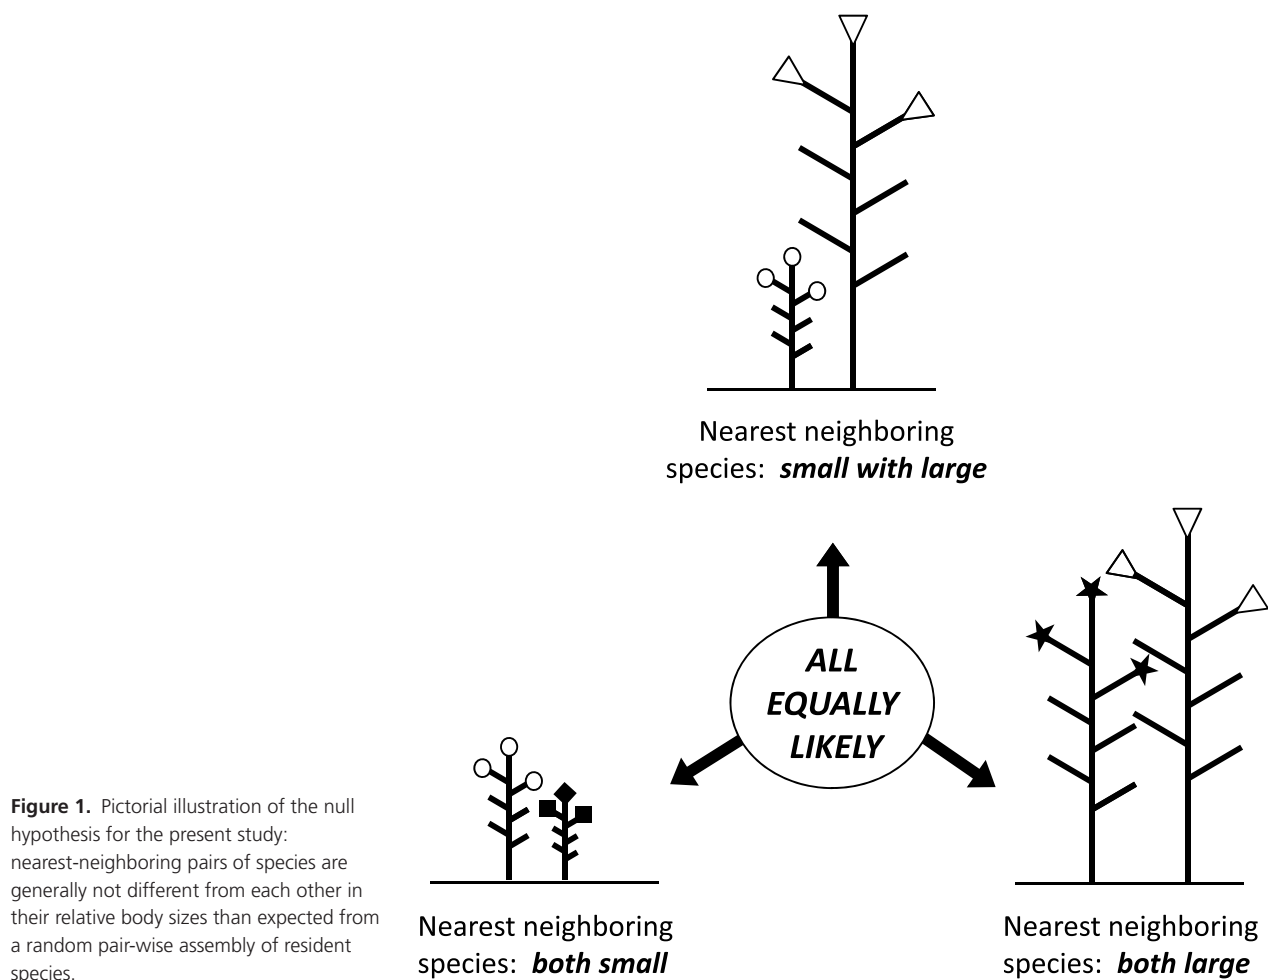 Nearest neighboring
species: small with large
ALL
EQUALLY
LIKELY
Figure 1. Pictorial illustration of the null
hypothesis for the present study:
nearest-neighboring pairs of species are
generally not different from each other in
their relative body sizes than expected from
a random pair-wise assembly of resident
species.
Nearest neighboring
species: both small
Nearest neighboring
species: both large